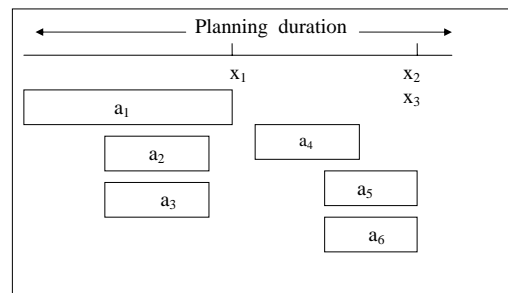 Planning duration
x₁ x₂
x₃
a₁
a₄
a₂
a₅
a₃
a₆